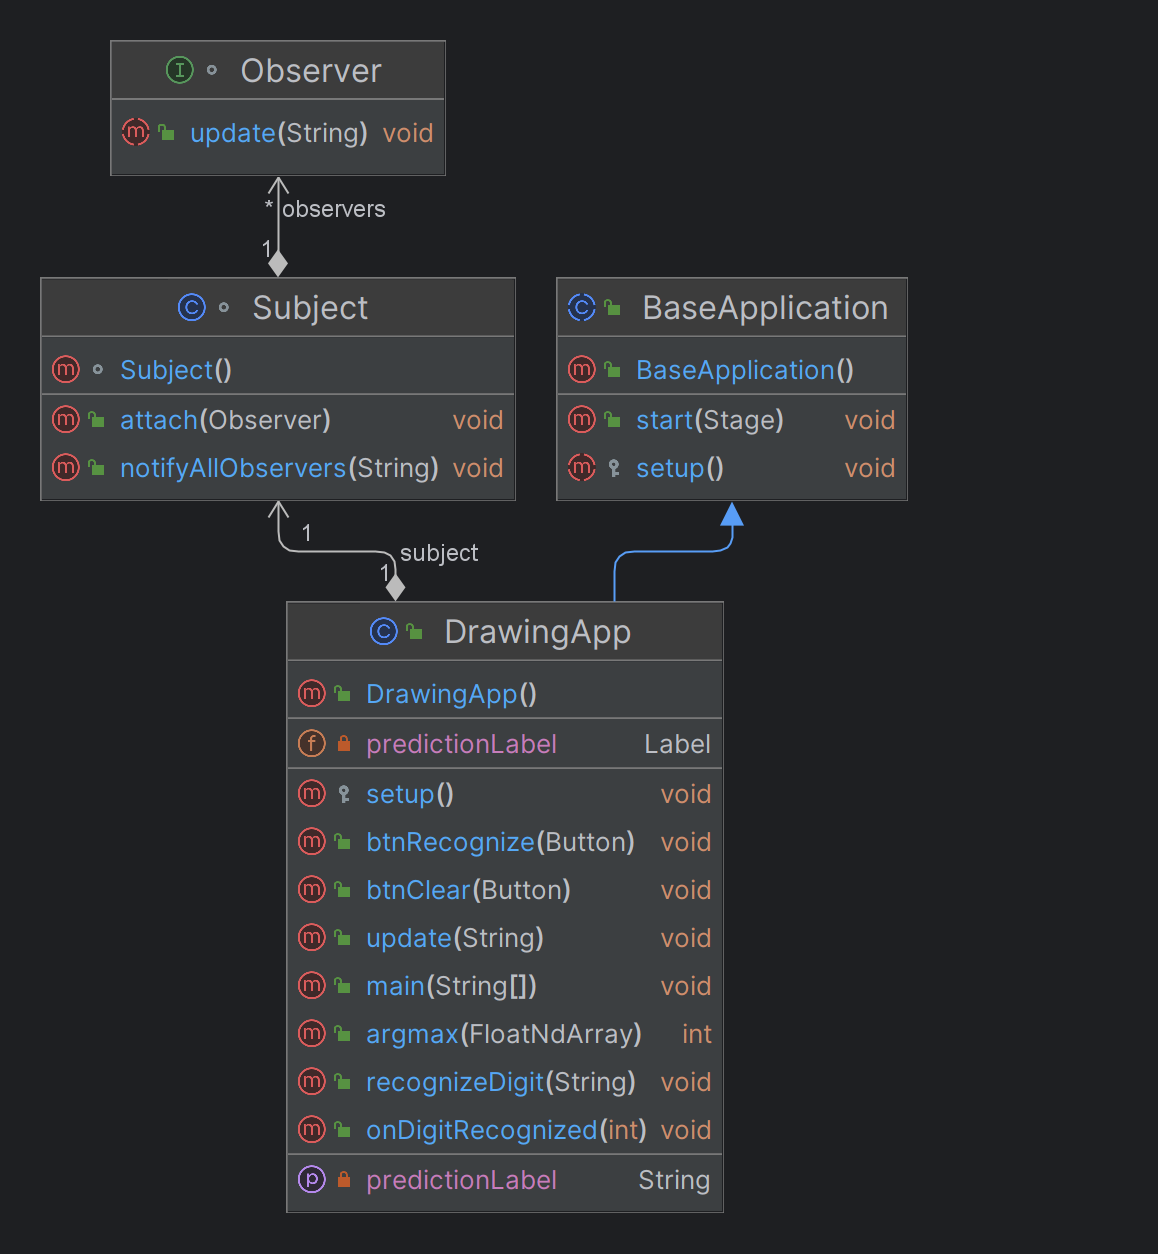 I Observer
m update(String) void
* observers
1
C Subject
m Subject()
m attach(Observer) void
m notifyAllObservers(String) void
C BaseApplication
m BaseApplication()
m start(Stage) void
m setup() void
1
subject
1
C DrawingApp
m DrawingApp()
f predictionLabel Label
m setup() void
m btnRecognize(Button) void
m btnClear(Button) void
m update(String) void
m main(String[]) void
m argmax(FloatNdArray) int
m recognizeDigit(String) void
m onDigitRecognized(int) void
p predictionLabel String